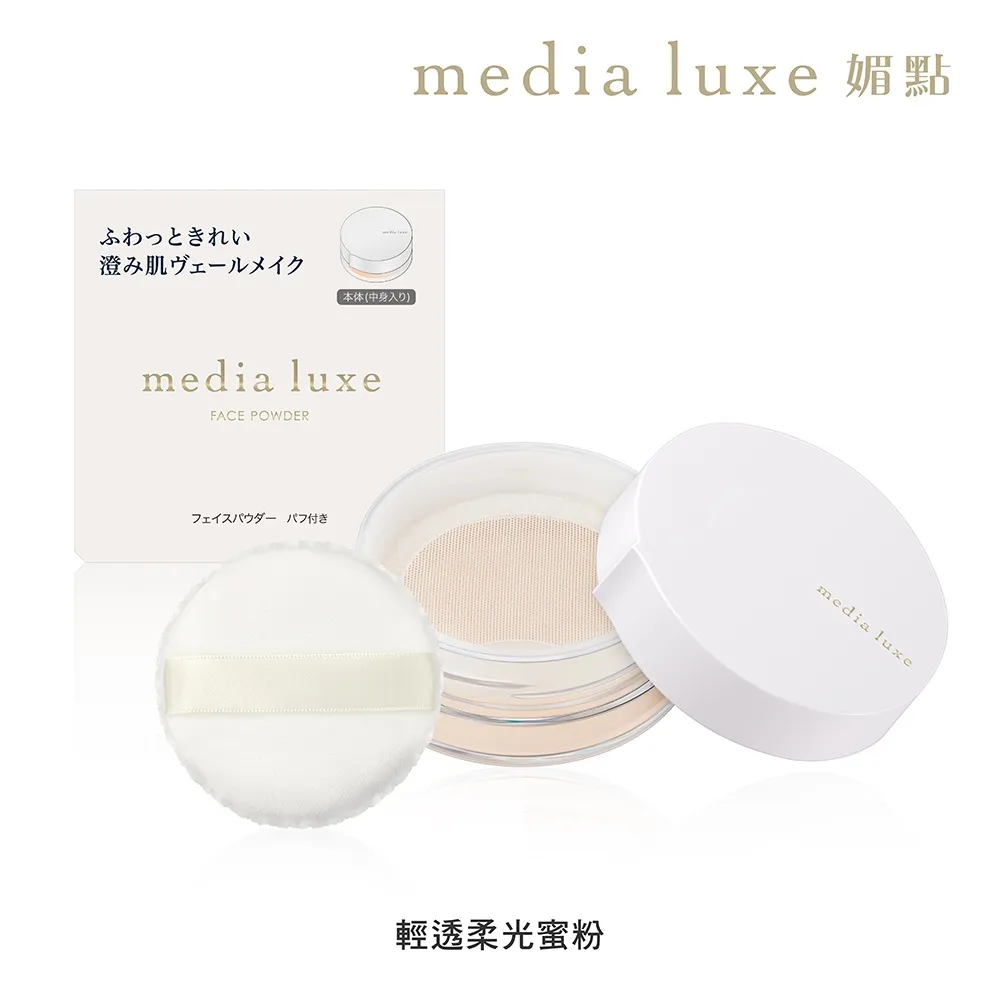 media luxe 媚點
ふわっときれい
澄み肌ヴェールメイク
media luxe
本体(中身入り)
media luxe
FACE POWDER
フェイスパウダー パフ付き
media luxe
輕透柔光蜜粉